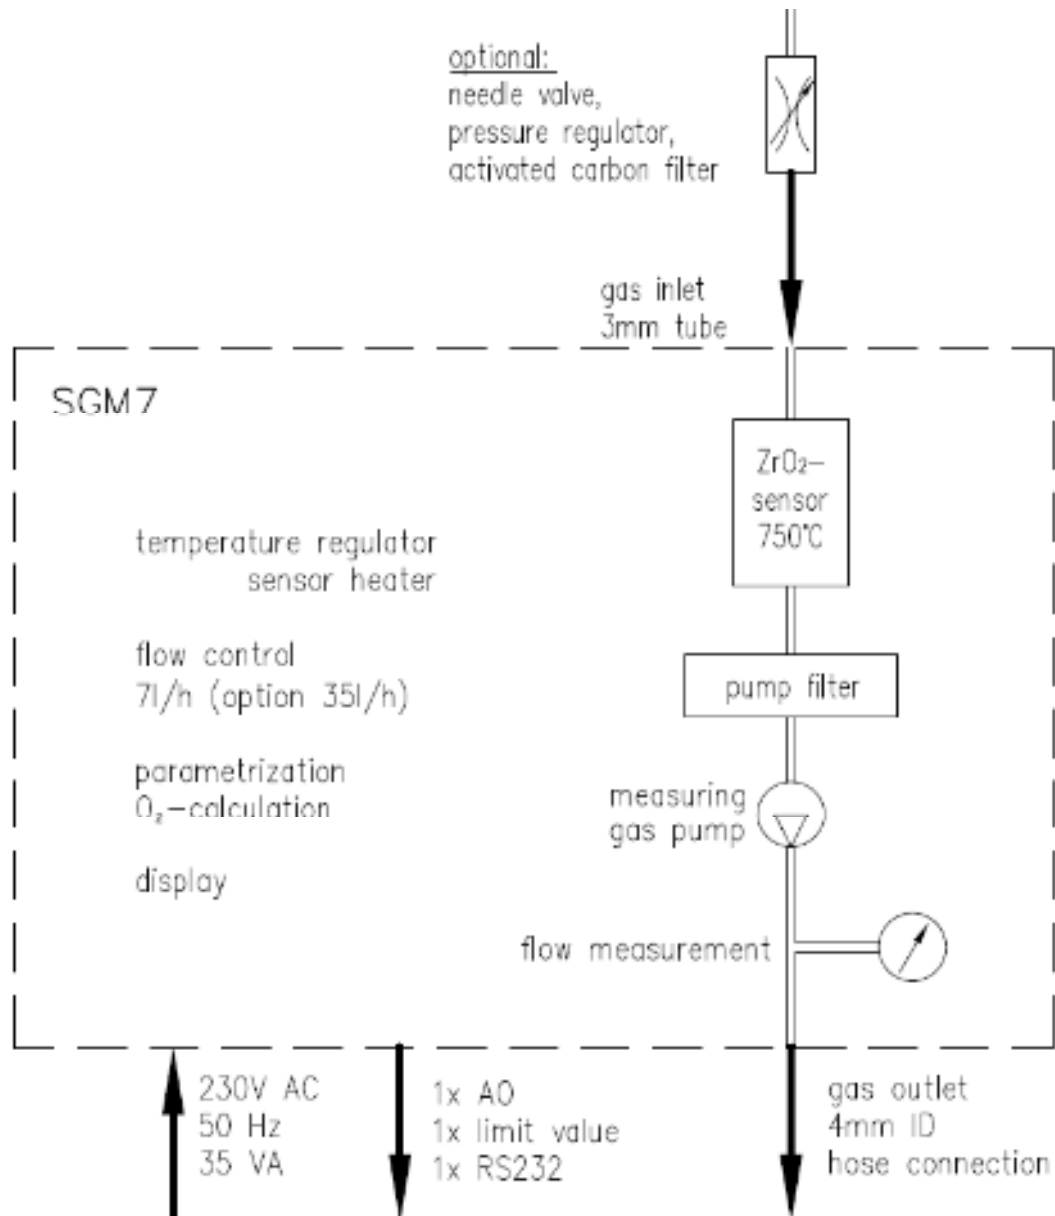 optional:
needle valve,
pressure regulator,
activated carbon filter
gas inlet
3mm tube
SGM7
ZrO₂–
sensor
750°C
temperature regulator
sensor heater
flow control
7l/h (option 35l/h)
pump filter
parametrization
O₂–calculation
measuring
gas pump
display
flow measurement
230V AC
50 Hz
35 VA
1x AO
1x limit value
1x RS232
gas outlet
4mm ID
hose connection